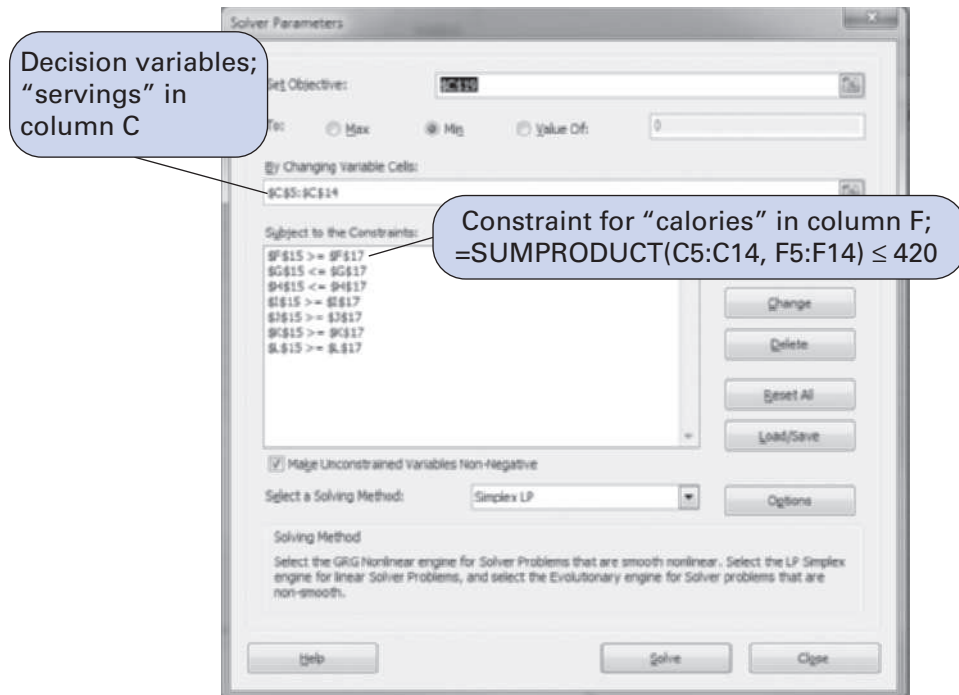 Solver Parameters
Decision variables;
"servings" in
column C
Set Objective:
To:
Max
Min
Value Of:
0
By Changing Variable Cells:
$C$5:$C$14
Subject to the Constraints:
Constraint for "calories" in column F;
=SUMPRODUCT(C5:C14, F5:F14) ≤ 420
$F$15 >= $F$17
$G$15 <= $G$17
$H$15 <= $H$17
$I$15 >= $I$17
$J$15 >= $J$17
$K$15 >= $K$17
$L$15 >= $L$17
Change
Delete
Reset All
Load/Save
Make Unconstrained Variables Non-Negative
Select a Solving Method:
Simplex LP
Options
Solving Method
Select the GRG Nonlinear engine for Solver Problems that are smooth nonlinear. Select the LP Simplex
engine for linear Solver Problems, and select the Evolutionary engine for Solver problems that are
non-smooth.
Help
Solve
Close